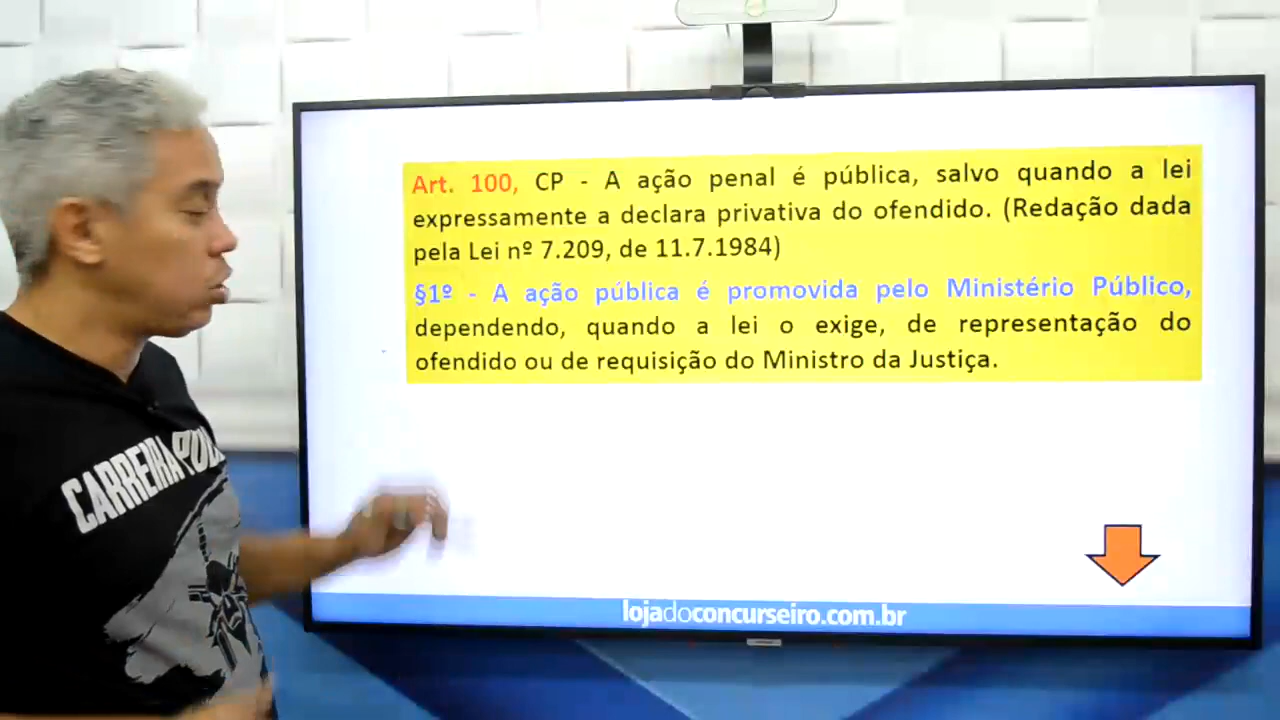 Art. 100, CP - A ação penal é pública, salvo quando a lei
expressamente a declara privativa do ofendido. (Redação dada
pela Lei nº 7.209, de 11.7.1984)
§1º - A ação pública é promovida pelo Ministério Público,
dependendo, quando a lei o exige, de representação do
ofendido ou de requisição do Ministro da Justiça.
CARREIRA
lojadoconcurseiro.com.br